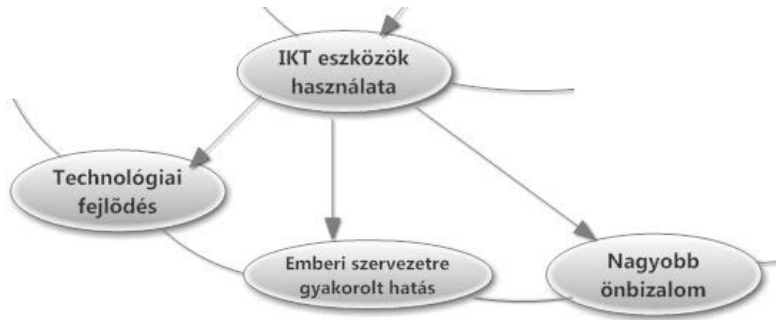 IKT eszközök
használata
Technológiai
fejlődés
Emberi szervezetre
gyakorolt hatás
Nagyobb
önbizalom